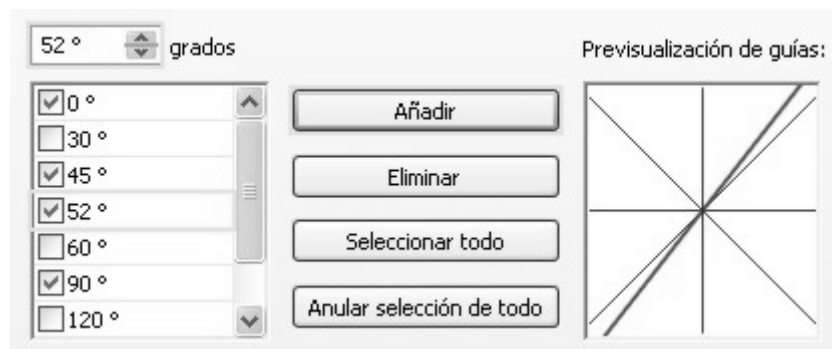 52 ° grados
Previsualización de guías:
0 °
30 °
45 °
52 °
60 °
90 °
120 °
Añadir
Eliminar
Seleccionar todo
Anular selección de todo